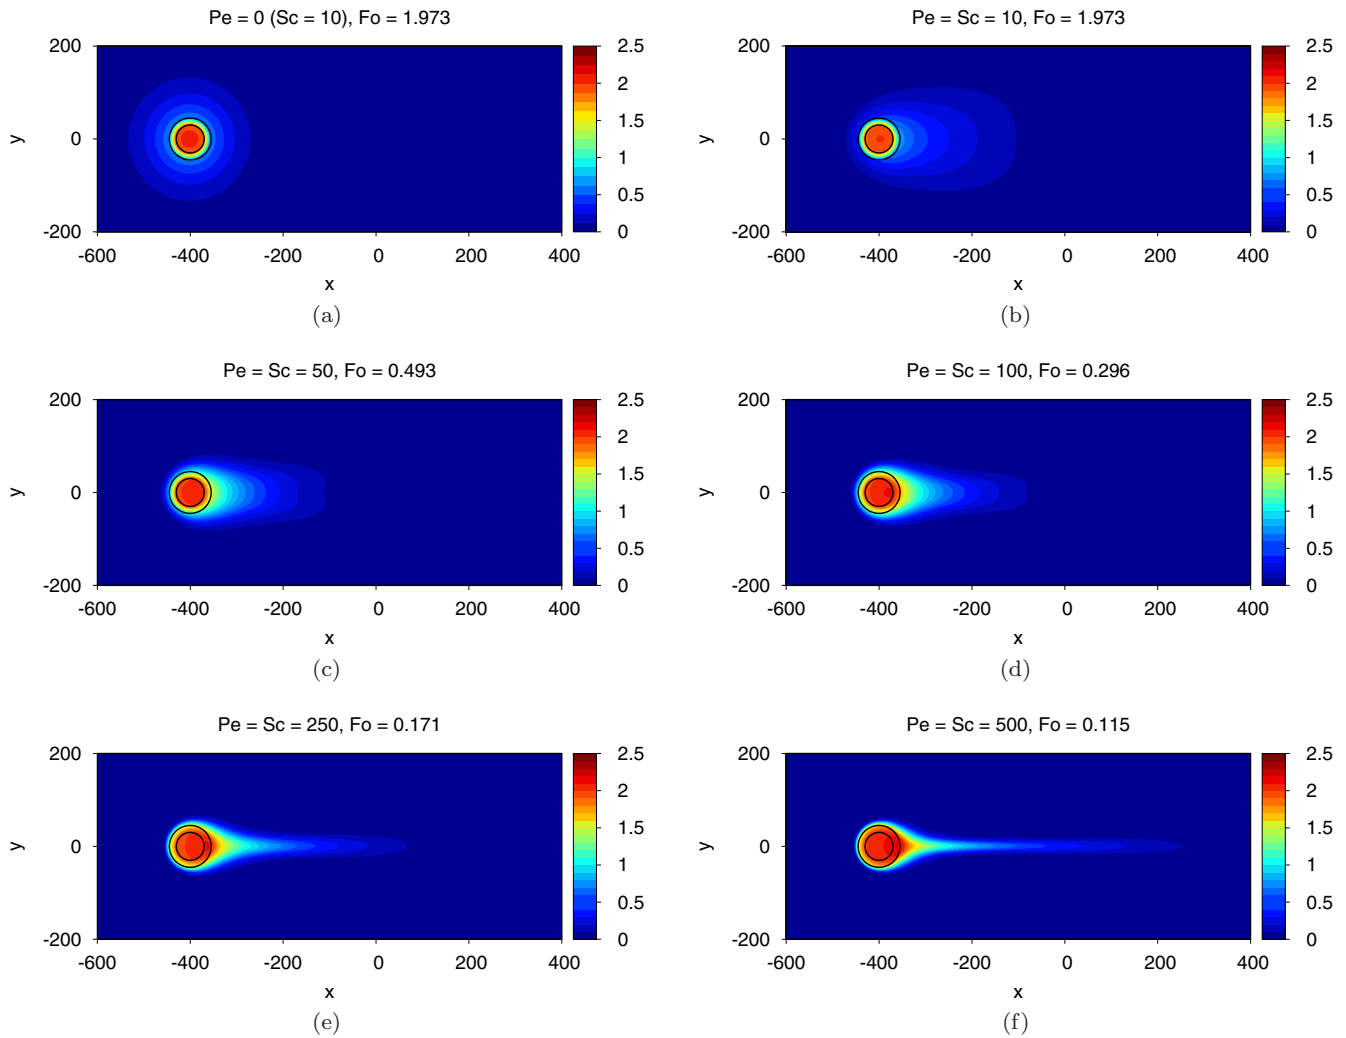 Pe = 0 (Sc = 10), Fo = 1.973
200
0
-200
y
-600 -400 -200 0 200 400
x
2.5
2
1.5
1
0.5
0
(a)
Pe = Sc = 10, Fo = 1.973
200
0
-200
y
-600 -400 -200 0 200 400
x
2.5
2
1.5
1
0.5
0
(b)
Pe = Sc = 50, Fo = 0.493
200
0
-200
y
-600 -400 -200 0 200 400
x
2.5
2
1.5
1
0.5
0
(c)
Pe = Sc = 100, Fo = 0.296
200
0
-200
y
-600 -400 -200 0 200 400
x
2.5
2
1.5
1
0.5
0
(d)
Pe = Sc = 250, Fo = 0.171
200
0
-200
y
-600 -400 -200 0 200 400
x
2.5
2
1.5
1
0.5
0
(e)
Pe = Sc = 500, Fo = 0.115
200
0
-200
y
-600 -400 -200 0 200 400
x
2.5
2
1.5
1
0.5
0
(f)